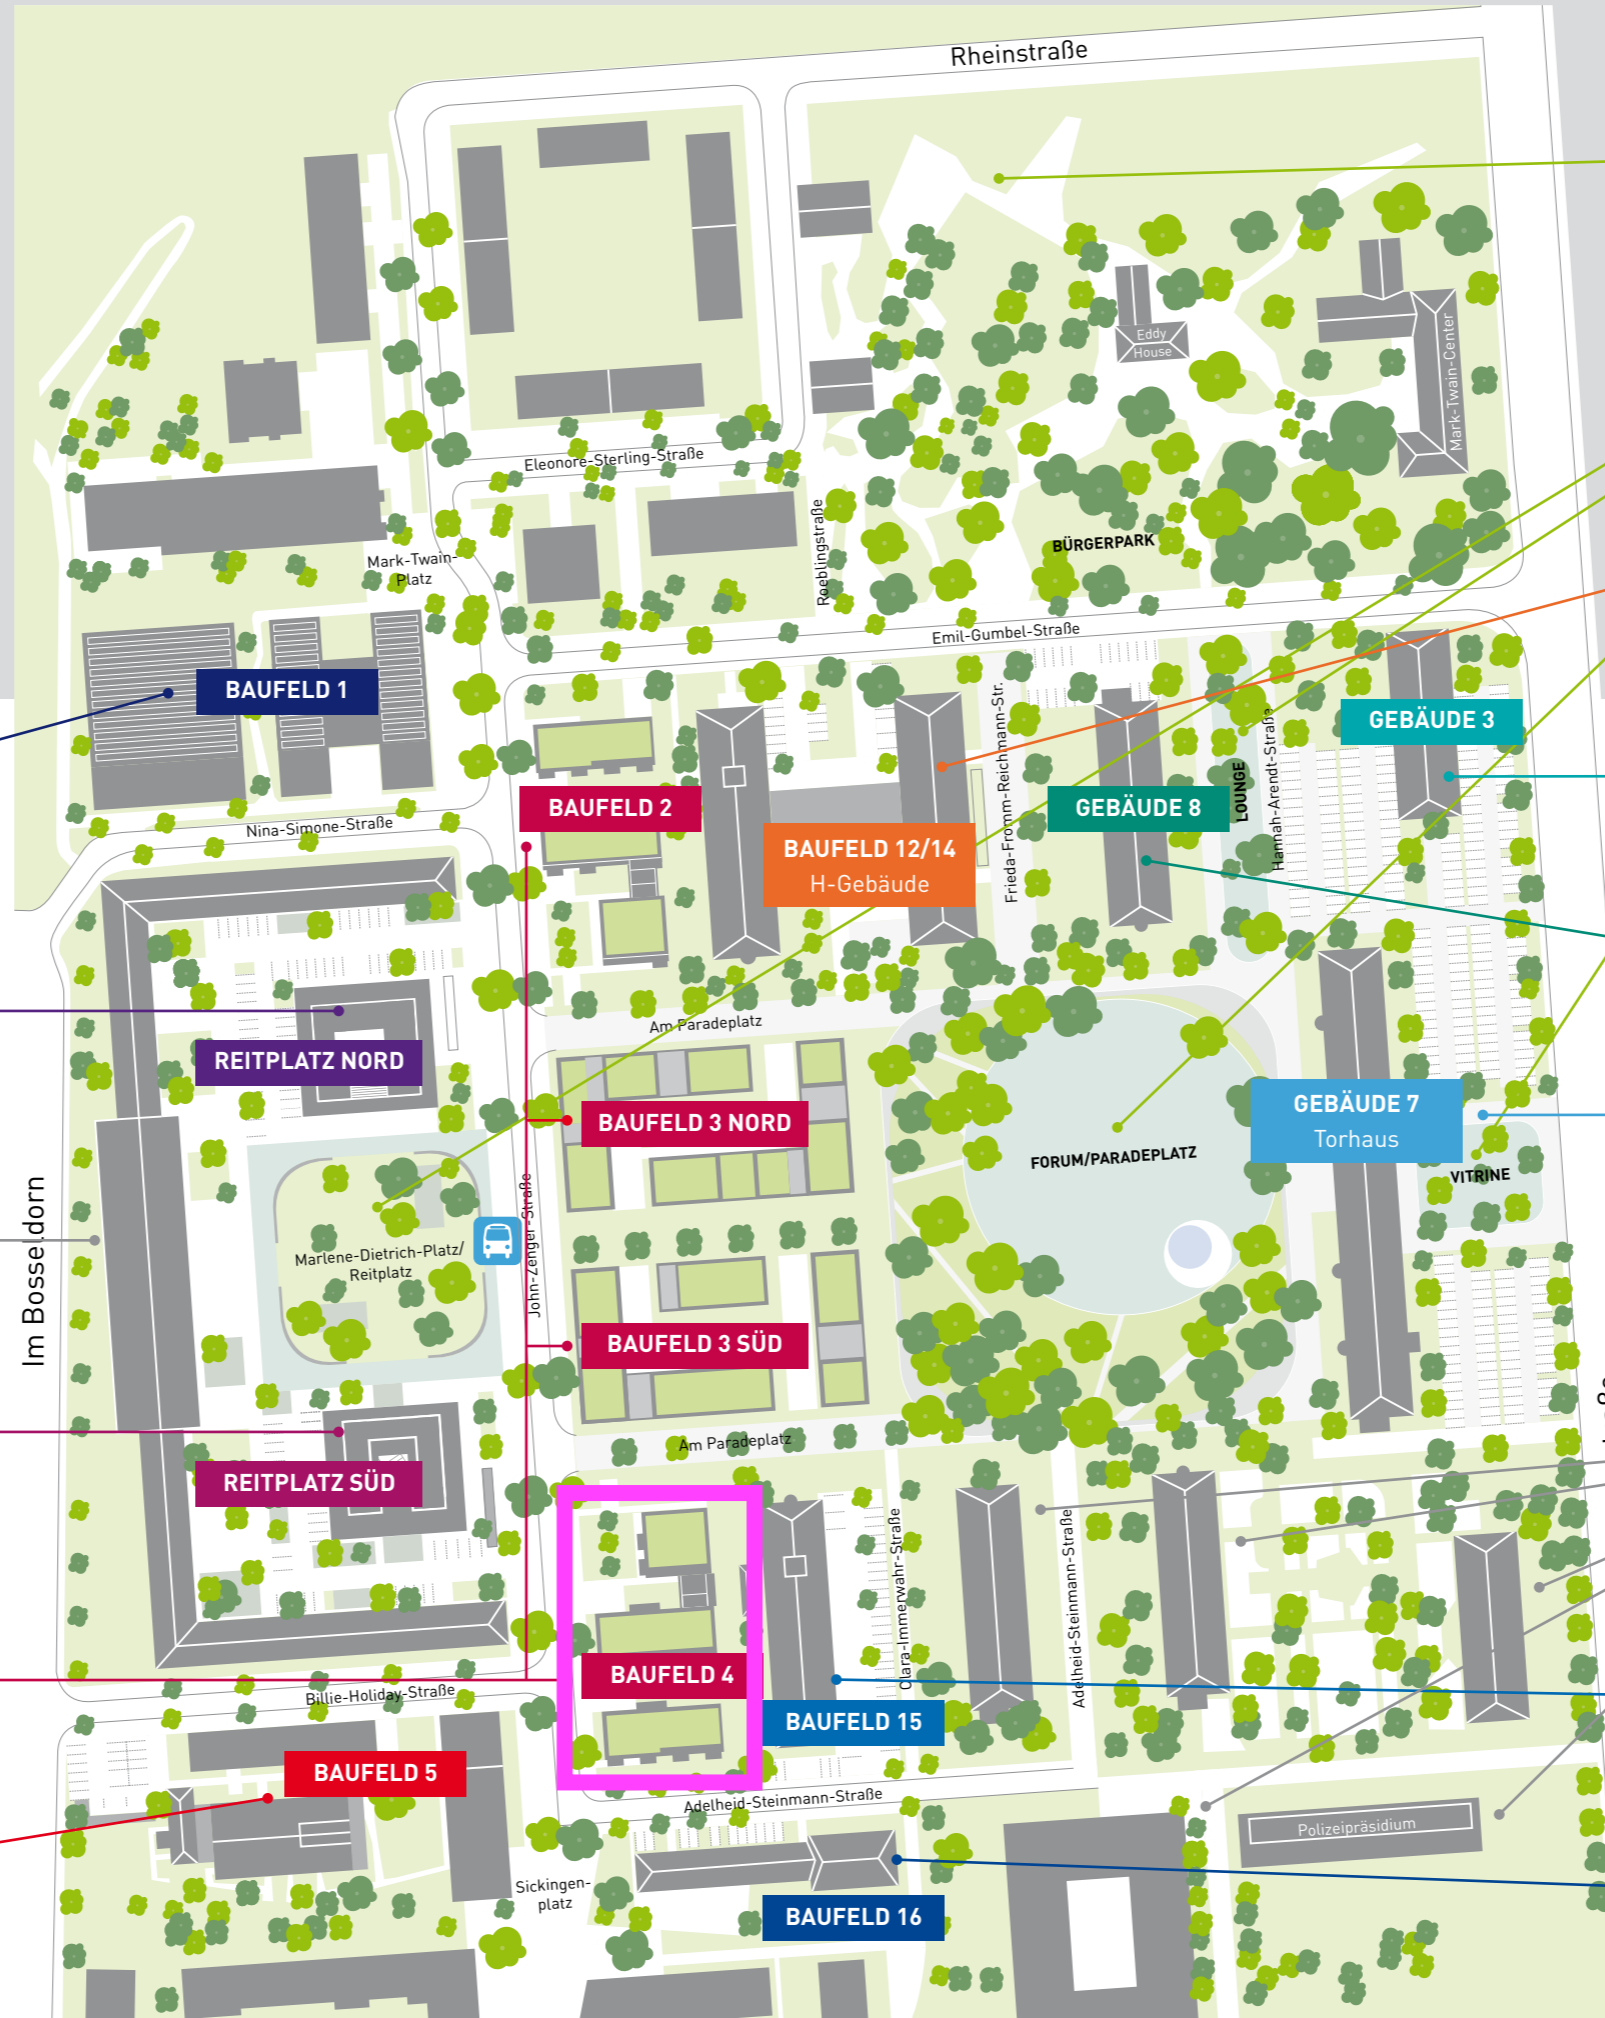 Rheinstraße
Eddy
House
Mark-Twain-Center
Eleonore-Sterling-Straße
Roeblingstraße
BÜRGERPARK
Mark-Twain-
Platz
Emil-Gumbel-Straße
BAUFELD 1
GEBÄUDE 3
Frieda-Fromm-Reichmann-Str.
LOUNGE
Hannah-Arendt-Straße
BAUFELD 2
GEBÄUDE 8
Nina-Simone-Straße
BAUFELD 12/14
H-Gebäude
Am Paradeplatz
REITPLATZ NORD
BAUFELD 3 NORD
GEBÄUDE 7
Torhaus
FORUM/PARADEPLATZ
VITRINE
Im Bosseldorn
John-Zenger-Straße
Marlene-Dietrich-Platz/
Reitplatz
BAUFELD 3 SÜD
Am Paradeplatz
REITPLATZ SÜD
Clara-Immerwahr-Straße
Adelheid-Steinmann-Straße
BAUFELD 4
Billie-Holiday-Straße
BAUFELD 15
BAUFELD 5
Adelheid-Steinmann-Straße
Polizeipräsidium
Sickingen-
platz
BAUFELD 16